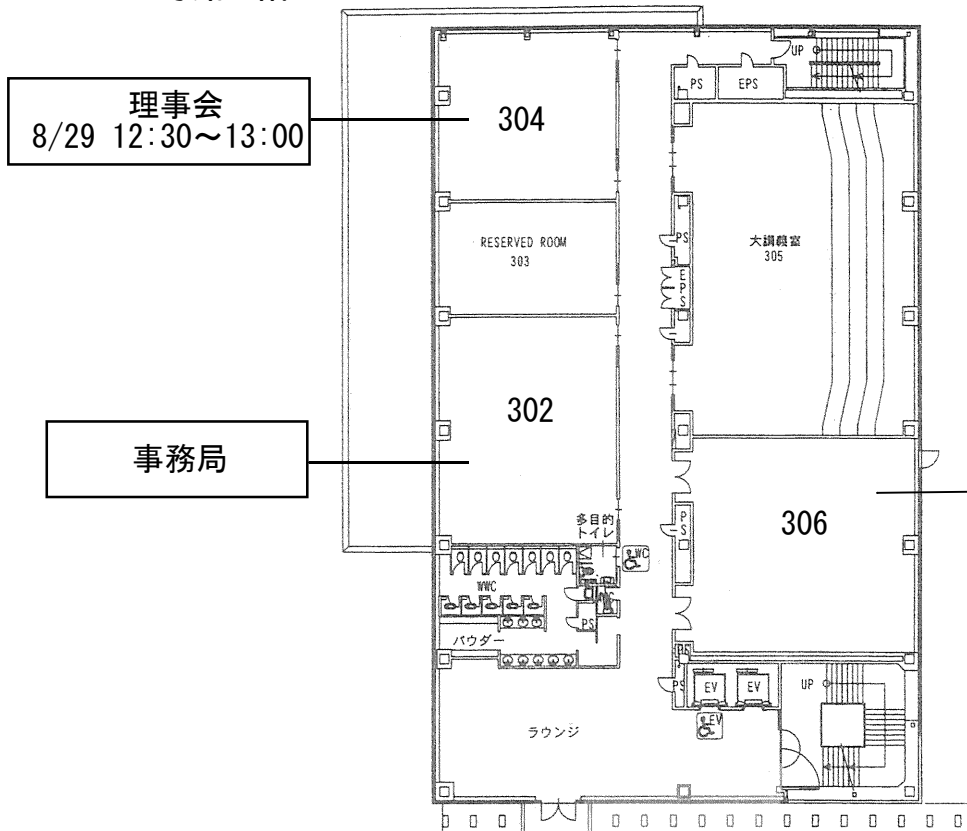 理事会
8/29 12:30～13:00
304
UP
PS
EPS
RESERVED ROOM
303
PS
EPS
大講義室
305
302
事務局
306
多目的
トイレ
WC
PS
WWC
PS
パウダー
PS
EV
EV
UP
EV
ラウンジ